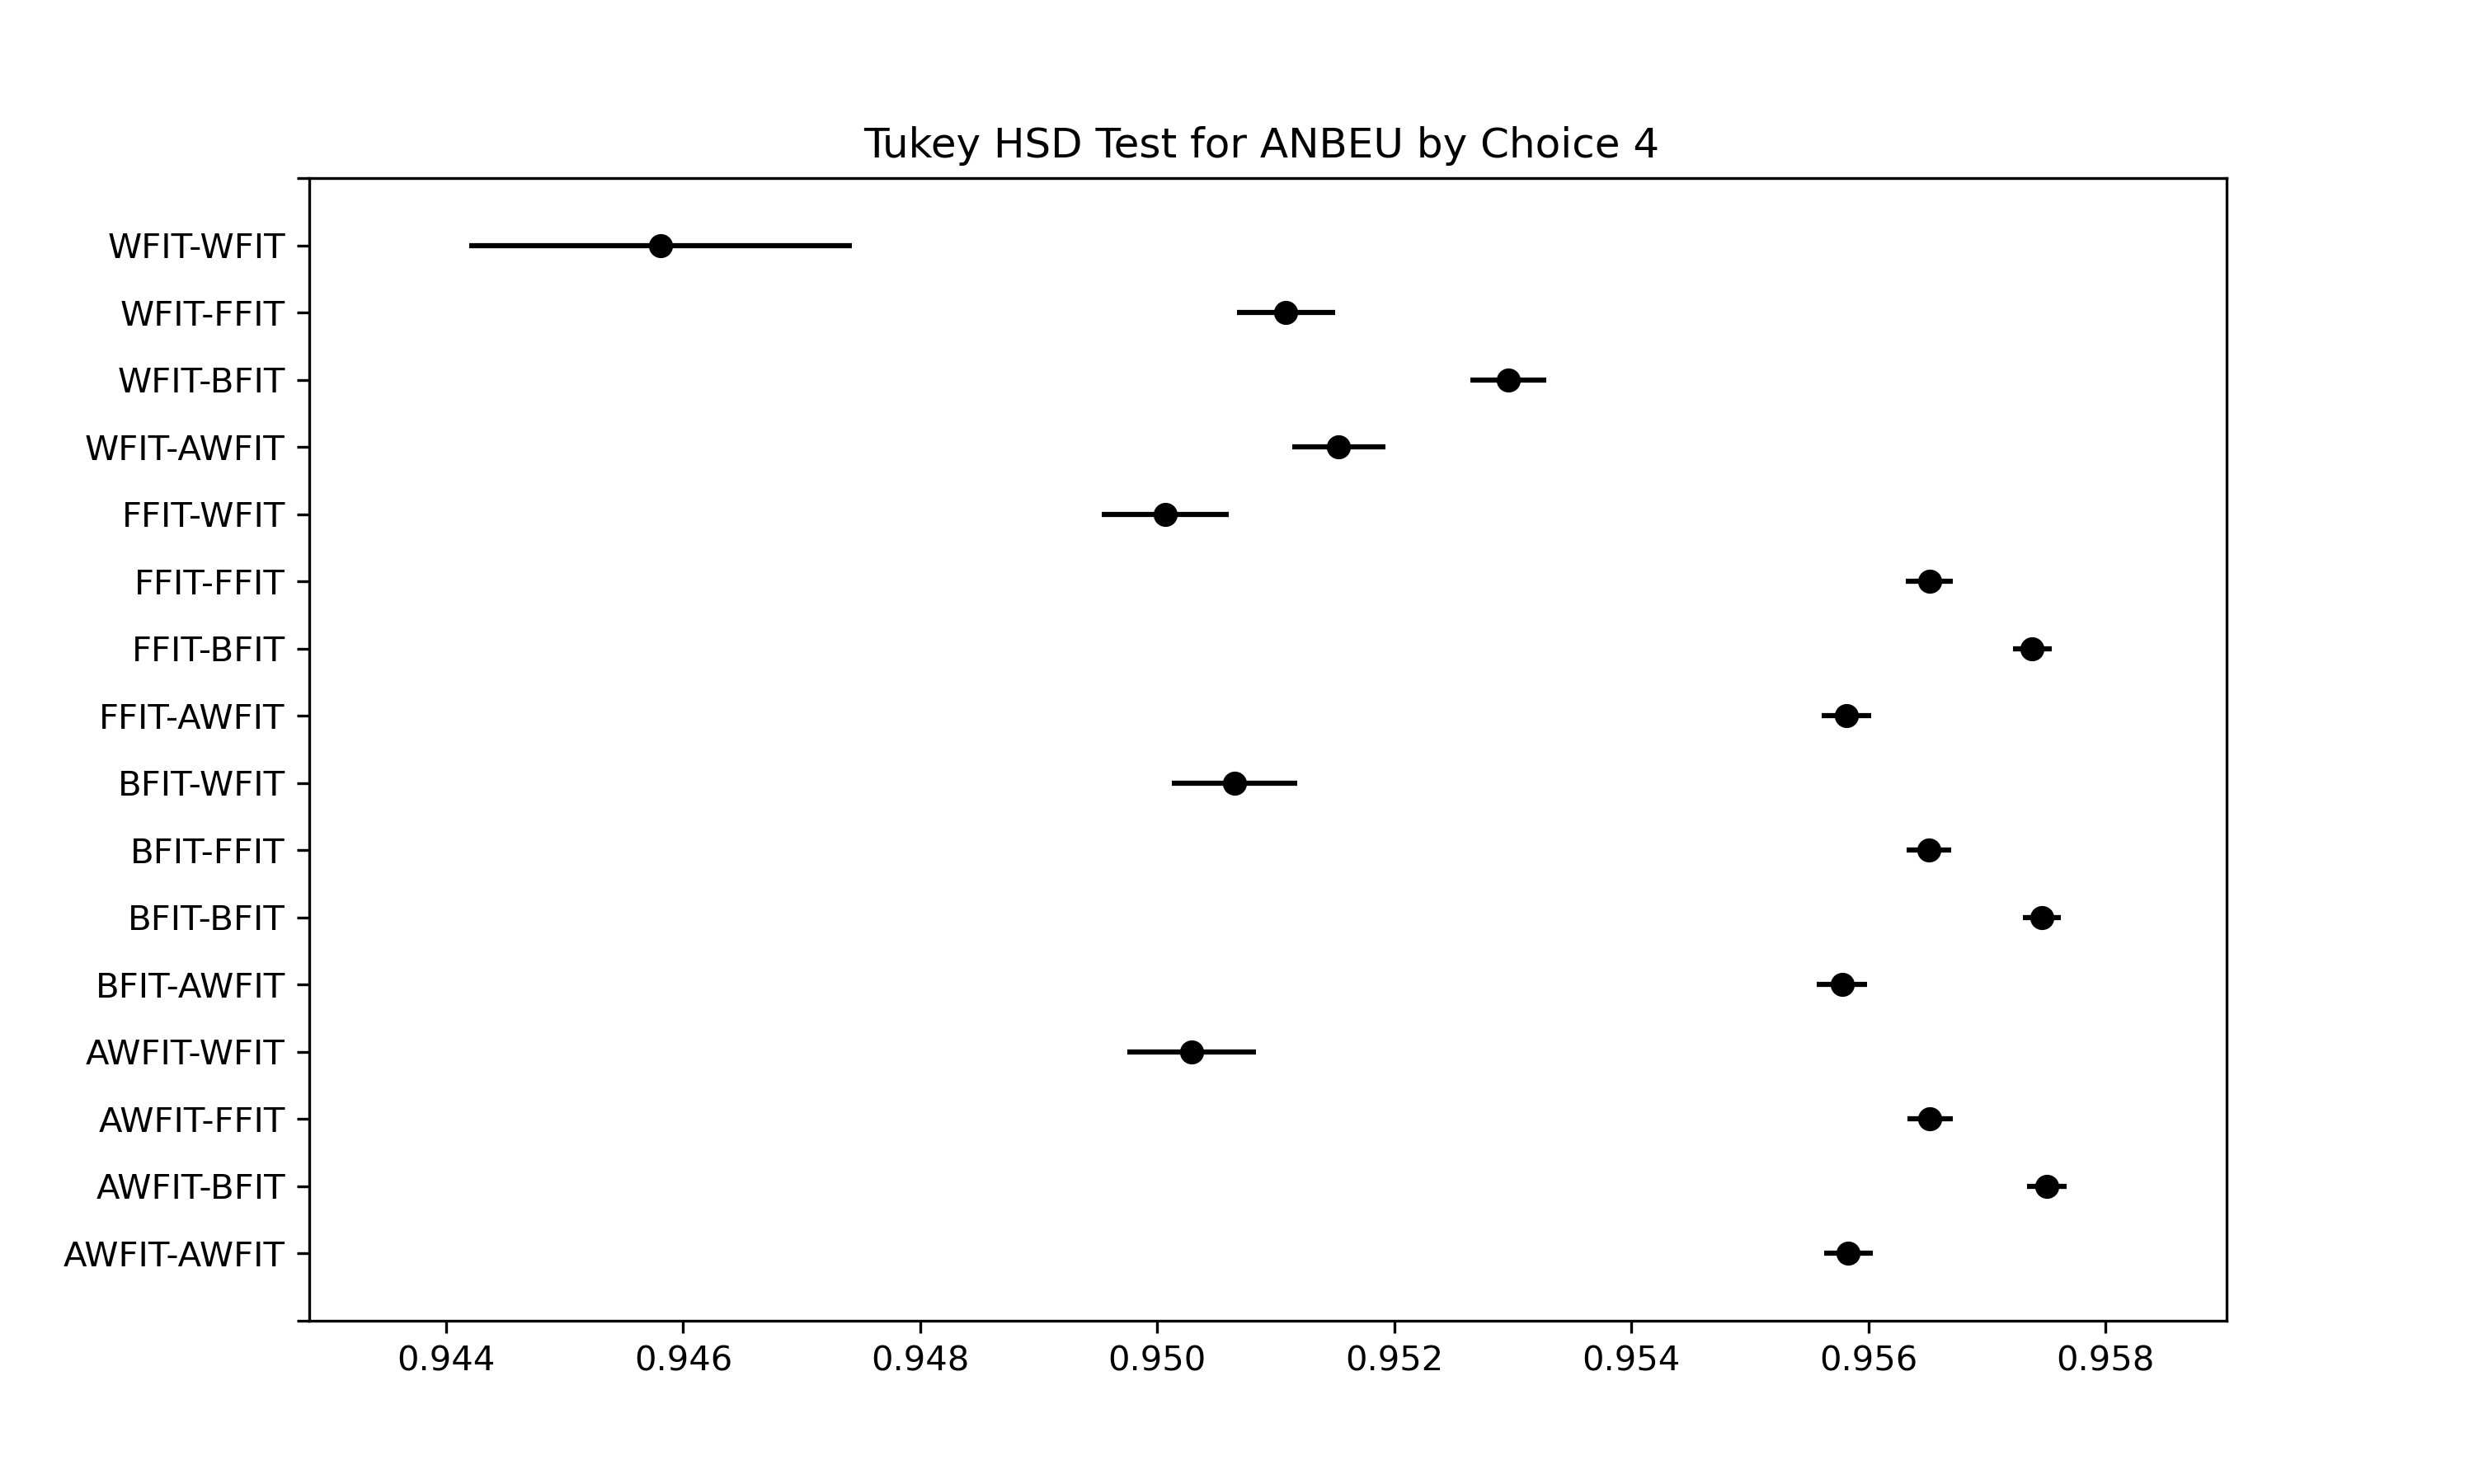 Tukey HSD Test for ANBEU by Choice 4
WFIT-WFIT
WFIT-FFIT
WFIT-BFIT
WFIT-AWFIT
FFIT-WFIT
FFIT-FFIT
FFIT-BFIT
FFIT-AWFIT
BFIT-WFIT
BFIT-FFIT
BFIT-BFIT
BFIT-AWFIT
AWFIT-WFIT
AWFIT-FFIT
AWFIT-BFIT
AWFIT-AWFIT
0.944 0.946 0.948 0.950 0.952 0.954 0.956 0.958